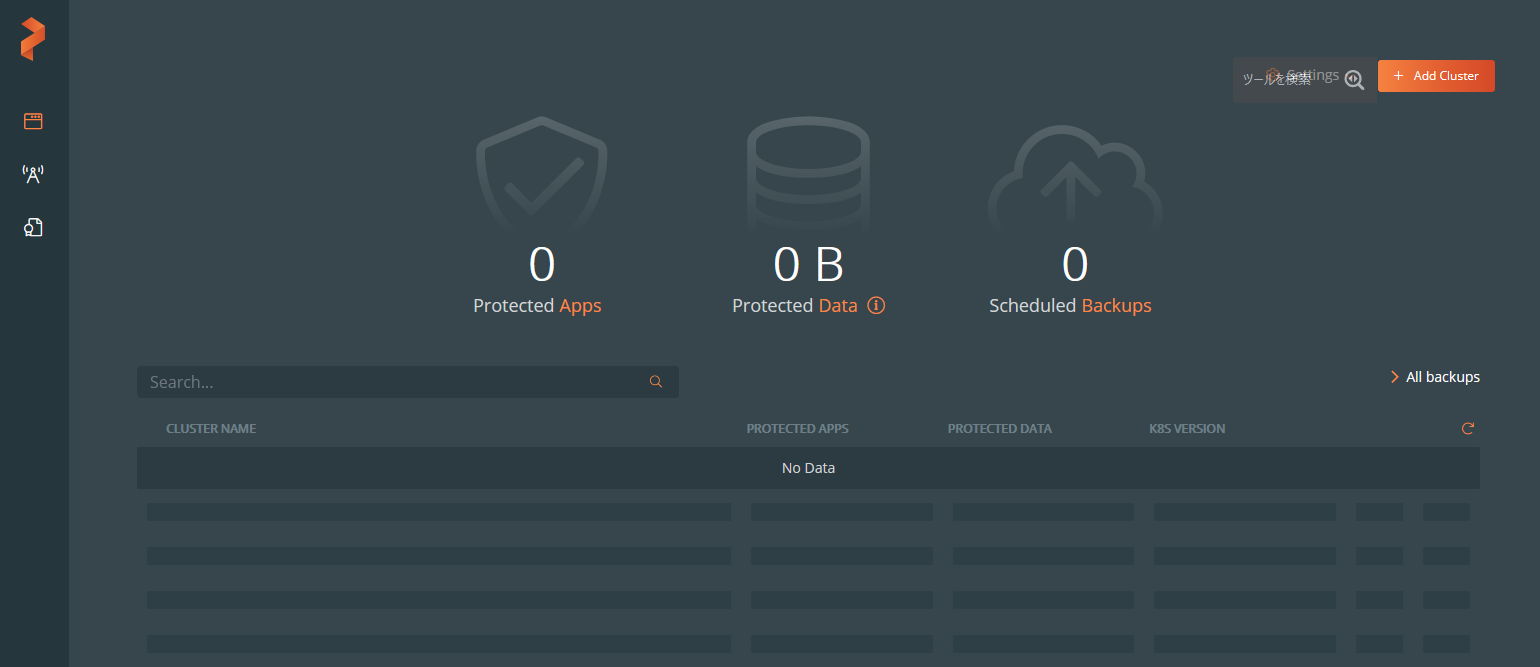 Settings
ツールを検索
+ Add Cluster
0
Protected Apps
0 B
Protected Data
0
Scheduled Backups
Search...
All backups
CLUSTER NAME
PROTECTED APPS
PROTECTED DATA
K8S VERSION
No Data